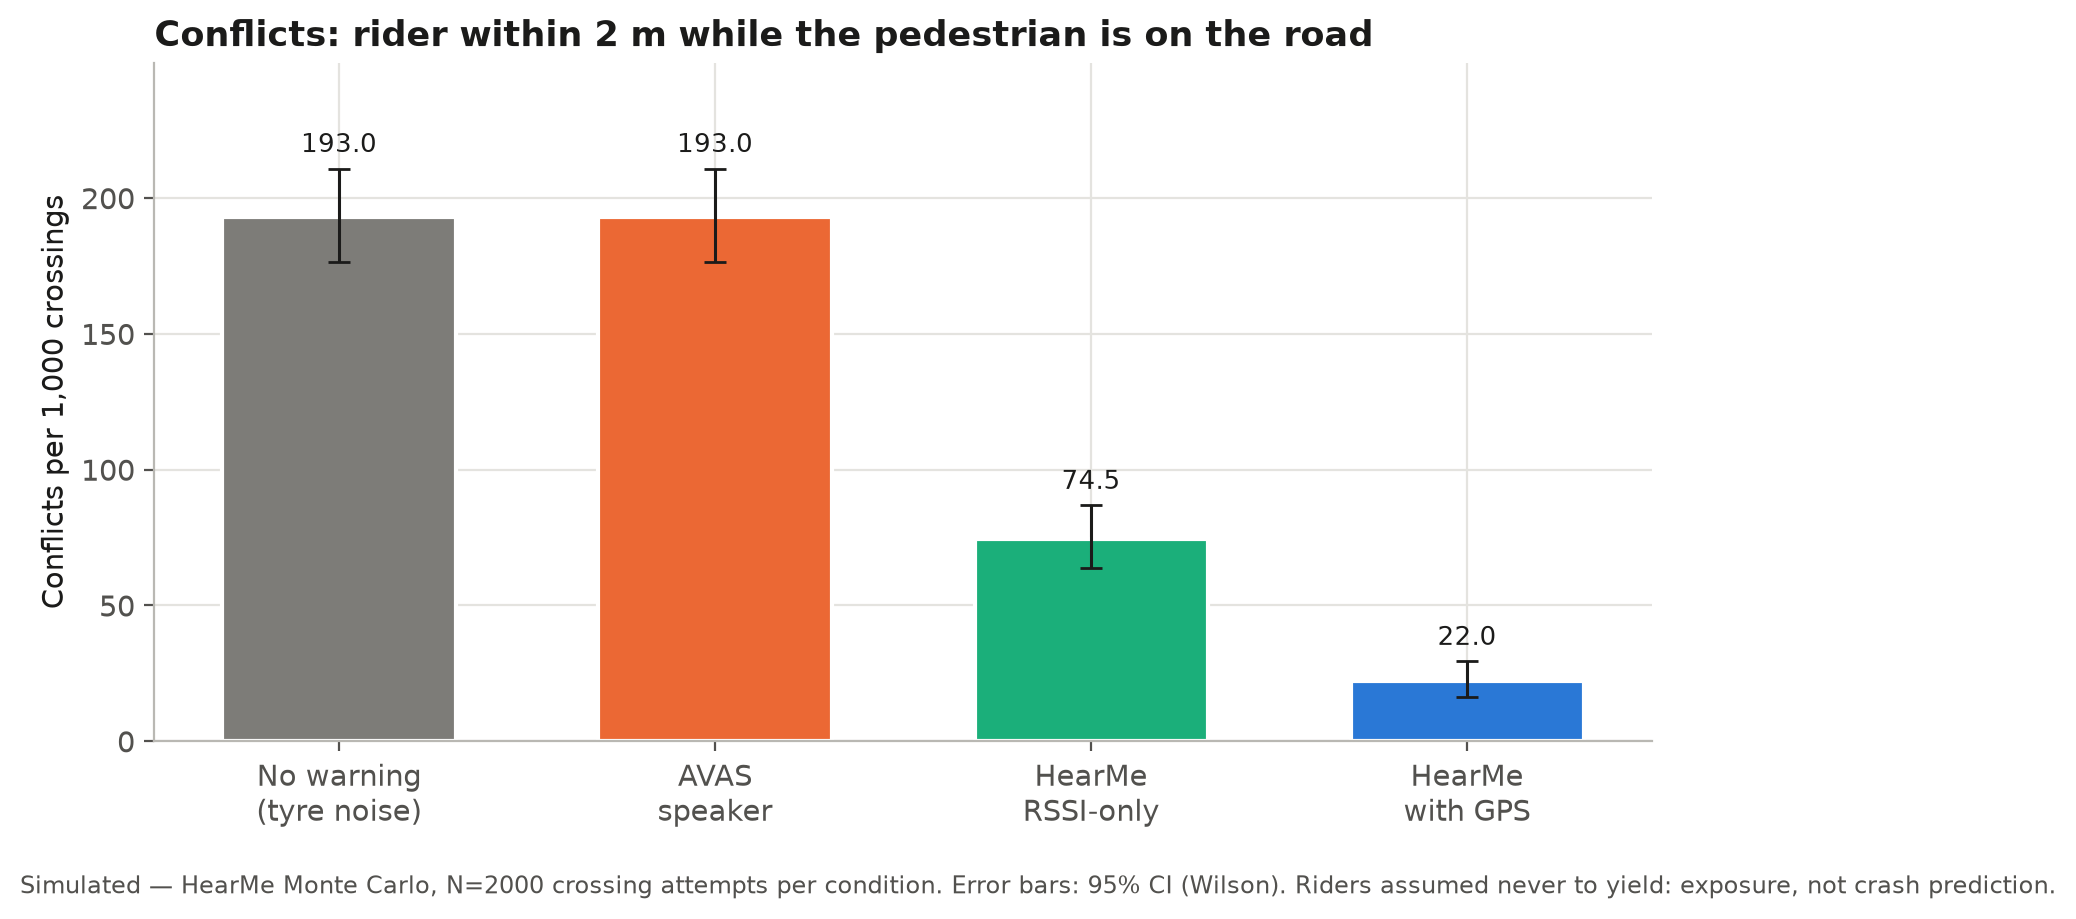 Conflicts: rider within 2 m while the pedestrian is on the road
Conflicts per 1,000 crossings
200
150
100
50
0
193.0
193.0
74.5
22.0
No warning
(tyre noise)
AVAS
speaker
HearMe
RSSI-only
HearMe
with GPS
Simulated — HearMe Monte Carlo, N=2000 crossing attempts per condition. Error bars: 95% CI (Wilson). Riders assumed never to yield: exposure, not crash prediction.